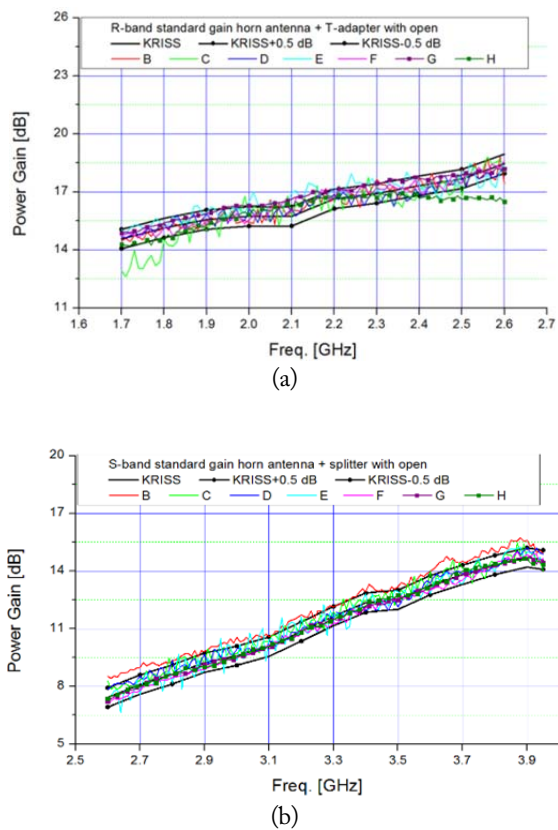 R-band standard gain horn antenna + T-adapter with open
KRISS KRISS+0.5 dB KRISS-0.5 dB
B C D E F G H
Power Gain [dB]
26
23
20
17
14
11
1.6 1.7 1.8 1.9 2.0 2.1 2.2 2.3 2.4 2.5 2.6 2.7
Freq. [GHz]
(a)
S-band standard gain horn antenna + splitter with open
KRISS KRISS+0.5 dB KRISS-0.5 dB
B C D E F G H
Power Gain [dB]
20
17
14
11
8
5
2.5 2.7 2.9 3.1 3.3 3.5 3.7 3.9
Freq. [GHz]
(b)